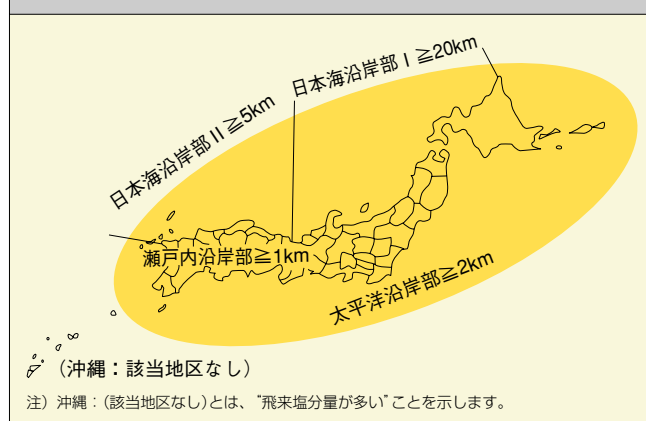 日本海沿岸部Ⅰ≧20km
日本海沿岸部Ⅱ≧5km
瀬戸内沿岸部≧1km
太平洋沿岸部≧2km
（沖縄：該当地区なし）
注）沖縄：（該当地区なし）とは、“飛来塩分量が多い”ことを示します。